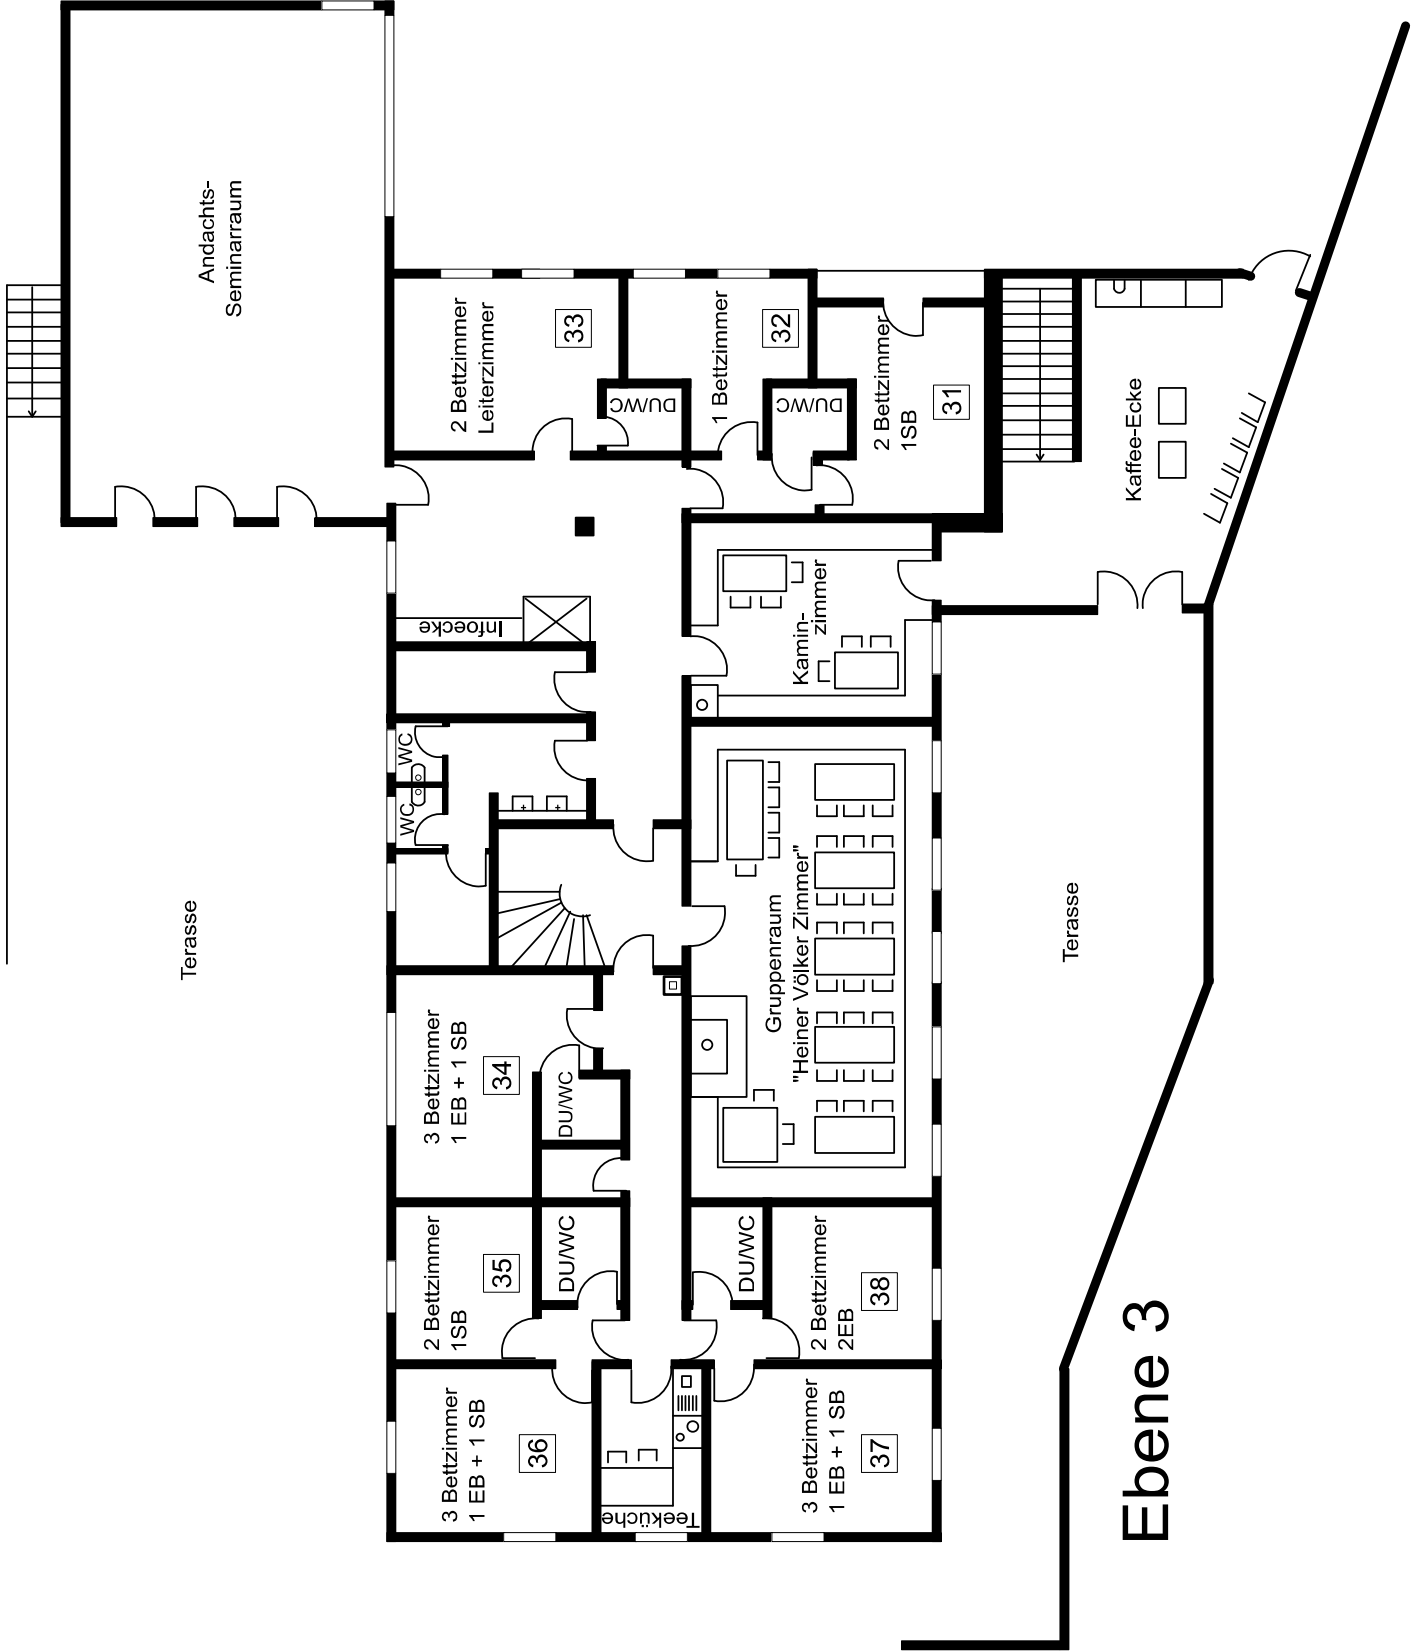 Andachts-
Seminarraum
2 Bettzimmer
Leiterzimmer
33
DU/WC
1 Bettzimmer
32
DU/WC
2 Bettzimmer
1SB
31
Kaffee-Ecke
Infoecke
Kamin-
zimmer
WC
WC
Terasse
Gruppenraum
"Heiner Völker Zimmer"
Terasse
3 Bettzimmer
1 EB + 1 SB
34
DU/WC
2 Bettzimmer
1SB
35
DU/WC
DU/WC
2 Bettzimmer
2EB
38
3 Bettzimmer
1 EB + 1 SB
36
Teeküche
3 Bettzimmer
1 EB + 1 SB
37
Ebene 3